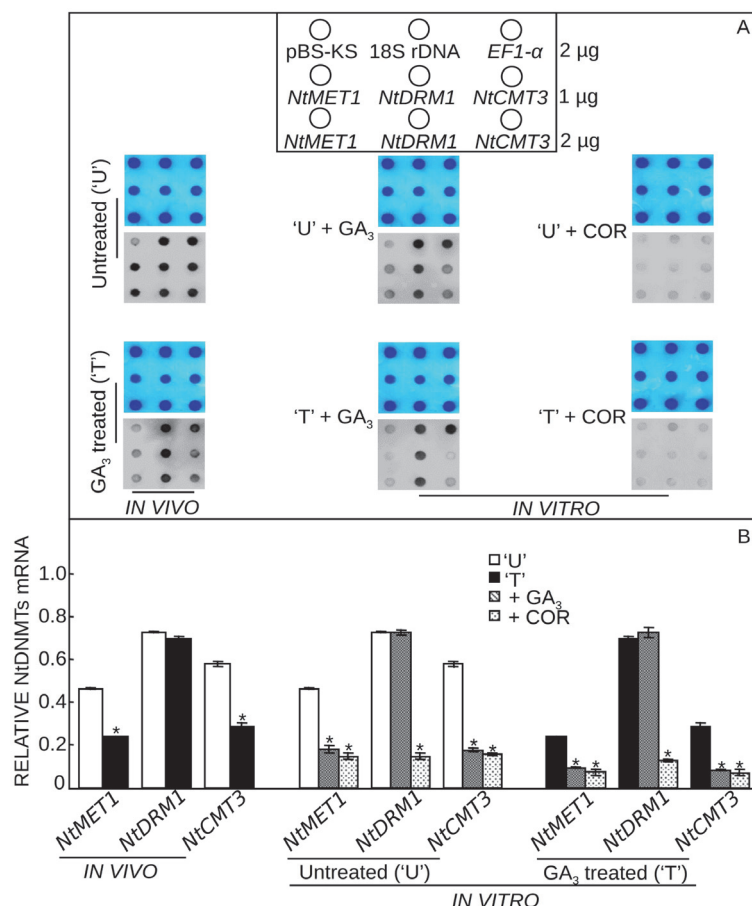 A
pBS-KS 18S rDNA EF1-α 2 µg
NtMET1 NtDRM1 NtCMT3 1 µg
NtMET1 NtDRM1 NtCMT3 2 µg
Untreated (‘U’)
‘U’ + GA3
‘U’ + COR
GA3 treated (‘T’)
‘T’ + GA3
‘T’ + COR
IN VIVO
IN VITRO
B
RELATIVE NtDNMTs mRNA
1.0
0.8
0.6
0.4
0.2
0
‘U’
‘T’
+ GA3
+ COR
* * * * * * * * * * * *
NtMET1 NtDRM1 NtCMT3 NtMET1 NtDRM1 NtCMT3 NtMET1 NtDRM1 NtCMT3
IN VIVO
Untreated (‘U’)
GA3 treated (‘T’)
IN VITRO